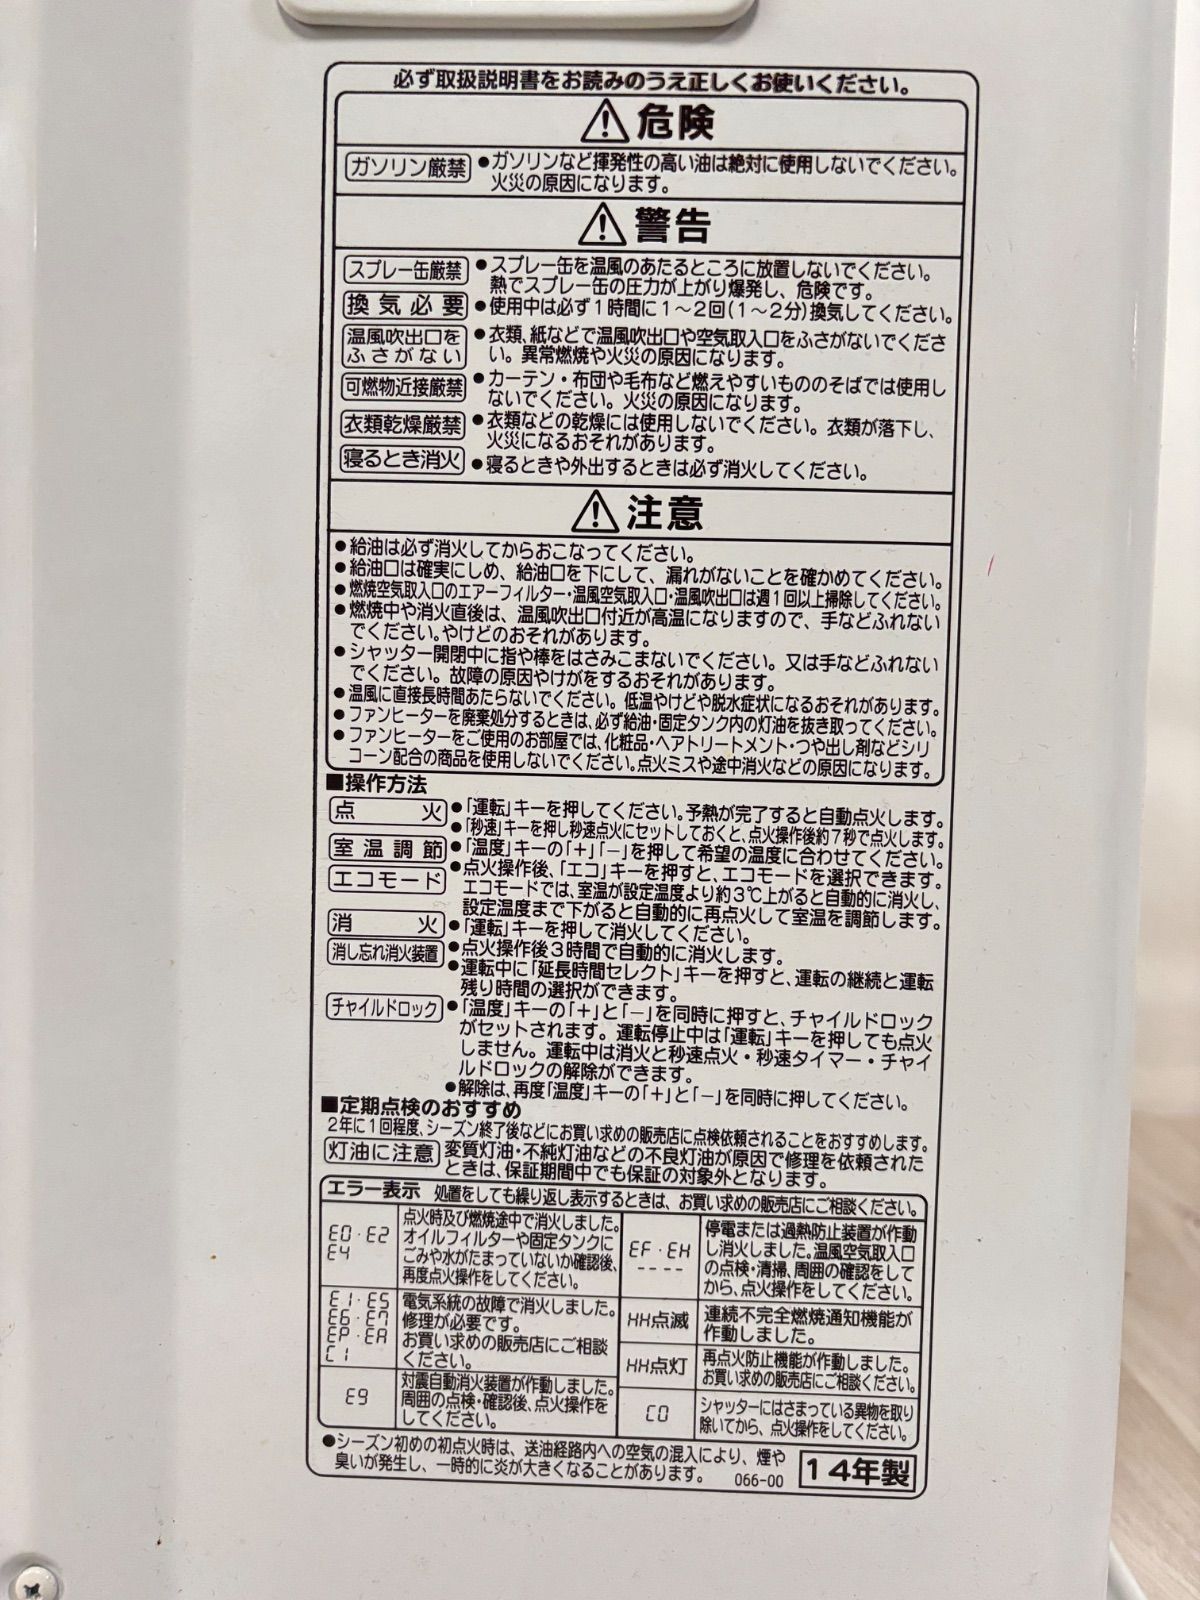 必ず取扱説明書をお読みのうえ正しくお使いください。
危険
ガソリン厳禁
●ガソリンなど揮発性の高い油は絶対に使用しないでください。
火災の原因になります。
警告
スプレー缶厳禁
●スプレー缶を温風のあたるところに放置しないでください。
熱でスプレー缶の圧力が上がり爆発し、危険です。
換気必要
●使用中は必ず1時間に1〜2回(1〜2分)換気してください。
温風吹出口を
ふさがない
●衣類、紙などで温風吹出口や空気取入口をふさがないでくださ
い。異常燃焼や火災の原因になります。
可燃物近接厳禁
●カーテン・布団や毛布など燃えやすいもののそばでは使用し
ないでください。火災の原因になります。
衣類乾燥厳禁
●衣類などの乾燥には使用しないでください。衣類が落下し、
火災になるおそれがあります。
寝るとき消火
●寝るときや外出するときは必ず消火してください。
注意
●給油は必ず消火してからおこなってください。
●給油口は確実にしめ、給油口を下にして、漏れがないことを確かめてください。
●燃焼空気取入口のエアーフィルター・温風空気取入口・温風吹出口は週1回以上掃除してください。
●燃焼中や消火直後は、温風吹出口付近が高温になりますので、手などふれない
でください。やけどのおそれがあります。
●シャッター開閉中に指や棒をはさみこまないでください。又は手などふれない
でください。故障の原因やけがをするおそれがあります。
●温風に直接長時間あたらないでください。低温やけどや脱水症状になるおそれがあります。
●ファンヒーターを廃棄処分するときは、必ず給油・固定タンク内の灯油を抜き取ってください。
●ファンヒーターをご使用のお部屋では、化粧品・ヘアトリートメント・つや出し剤などシリ
コーン配合の商品を使用しないでください。点火ミスや途中消火などの原因になります。
■操作方法
点火
●「運転」キーを押してください。予熱が完了すると自動点火します。
●「秒速」キーを押し秒速点火にセットしておくと、点火操作後約7秒で点火します。
室温調節
●「温度」キーの「+」「−」を押して希望の温度に合わせてください。
エコモード
●点火操作後、「エコ」キーを押すと、エコモードを選択できます。
エコモードでは、室温が設定温度より約3℃上がると自動的に消火し、
設定温度まで下がると自動的に再点火して室温を調節します。
消火
●「運転」キーを押して消火してください。
消し忘れ消火装置
●点火操作後3時間で自動的に消火します。
●運転中に「延長時間セレクト」キーを押すと、運転の継続と運転
残り時間の選択ができます。
チャイルドロック
●「温度」キーの「+」と「−」を同時に押すと、チャイルドロック
がセットされます。運転停止中は「運転」キーを押しても点火
しません。運転中は消火と秒速点火・秒速タイマー・チャイ
ルドロックの解除ができます。
●解除は、再度「温度」キーの「+」と「−」を同時に押してください。
■定期点検のおすすめ
2年に1回程度、シーズン終了後などにお買い求めの販売店に点検依頼されることをおすすめします。
灯油に注意
変質灯油・不純灯油などの不良灯油が原因で修理を依頼された
ときは、保証期間中でも保証の対象外となります。
エラー表示 処置をしても繰り返し表示するときは、お買い求めの販売店にご相談ください。
E0・E2
E4
点火時及び燃焼途中で消火しました。
オイルフィルターや固定タンクに
ごみや水がたまっていないか確認後、
再度点火操作をしてください。
E1・E5
E6・E7
EP・EA
C1
電気系統の故障で消火しました。
修理が必要です。
お買い求めの販売店にご相談
ください。
E9
対震自動消火装置が作動しました。
周囲の点検・確認後、点火操作を
してください。
EF・EH
----
停電または過熱防止装置が作動
し消火しました。温風空気取入口
の点検・清掃、周囲の確認をして
から、点火操作をしてください。
HH点滅
連続不完全燃焼通知機能が
作動しました。
HH点灯
再点火防止機能が作動しました。
お買い求めの販売店にご相談ください。
C0
シャッターにはさまっている異物を取り
除いてから、点火操作をしてください。
●シーズン初めの初点火時は、送油経路内への空気の混入により、煙や
臭いが発生し、一時的に炎が大きくなることがあります。
066-00
14年製